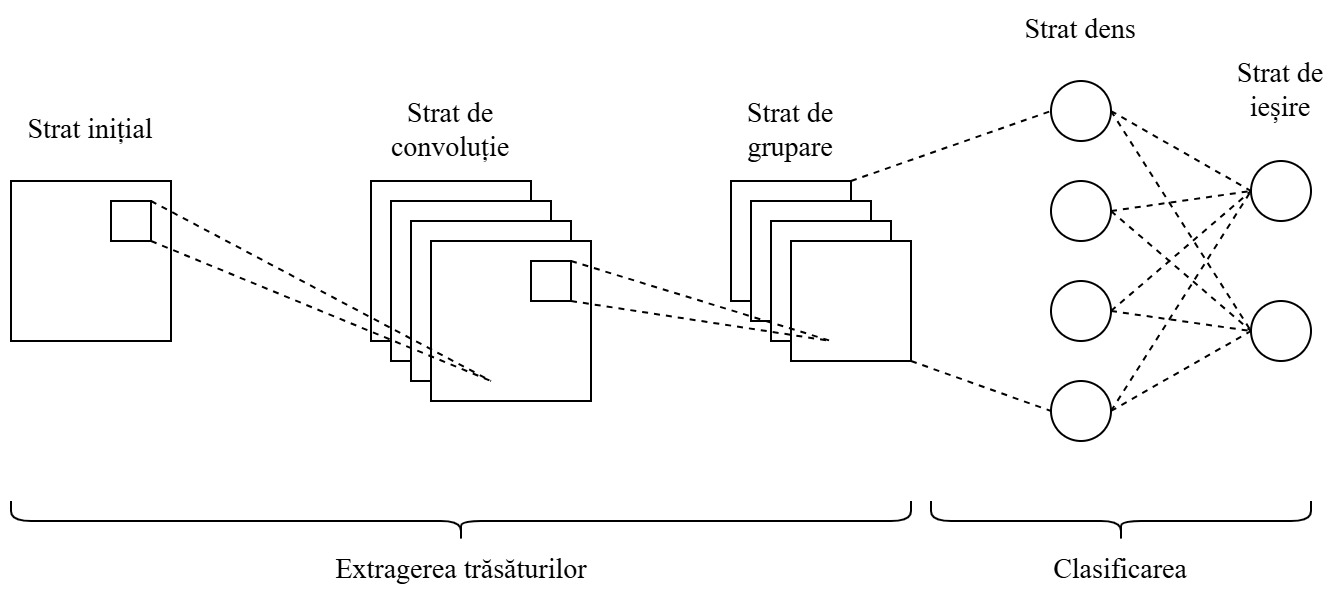 Strat inițial
Strat de
convoluție
Strat de
grupare
Strat dens
Strat de
ieșire
Extragerea trăsăturilor
Clasificarea